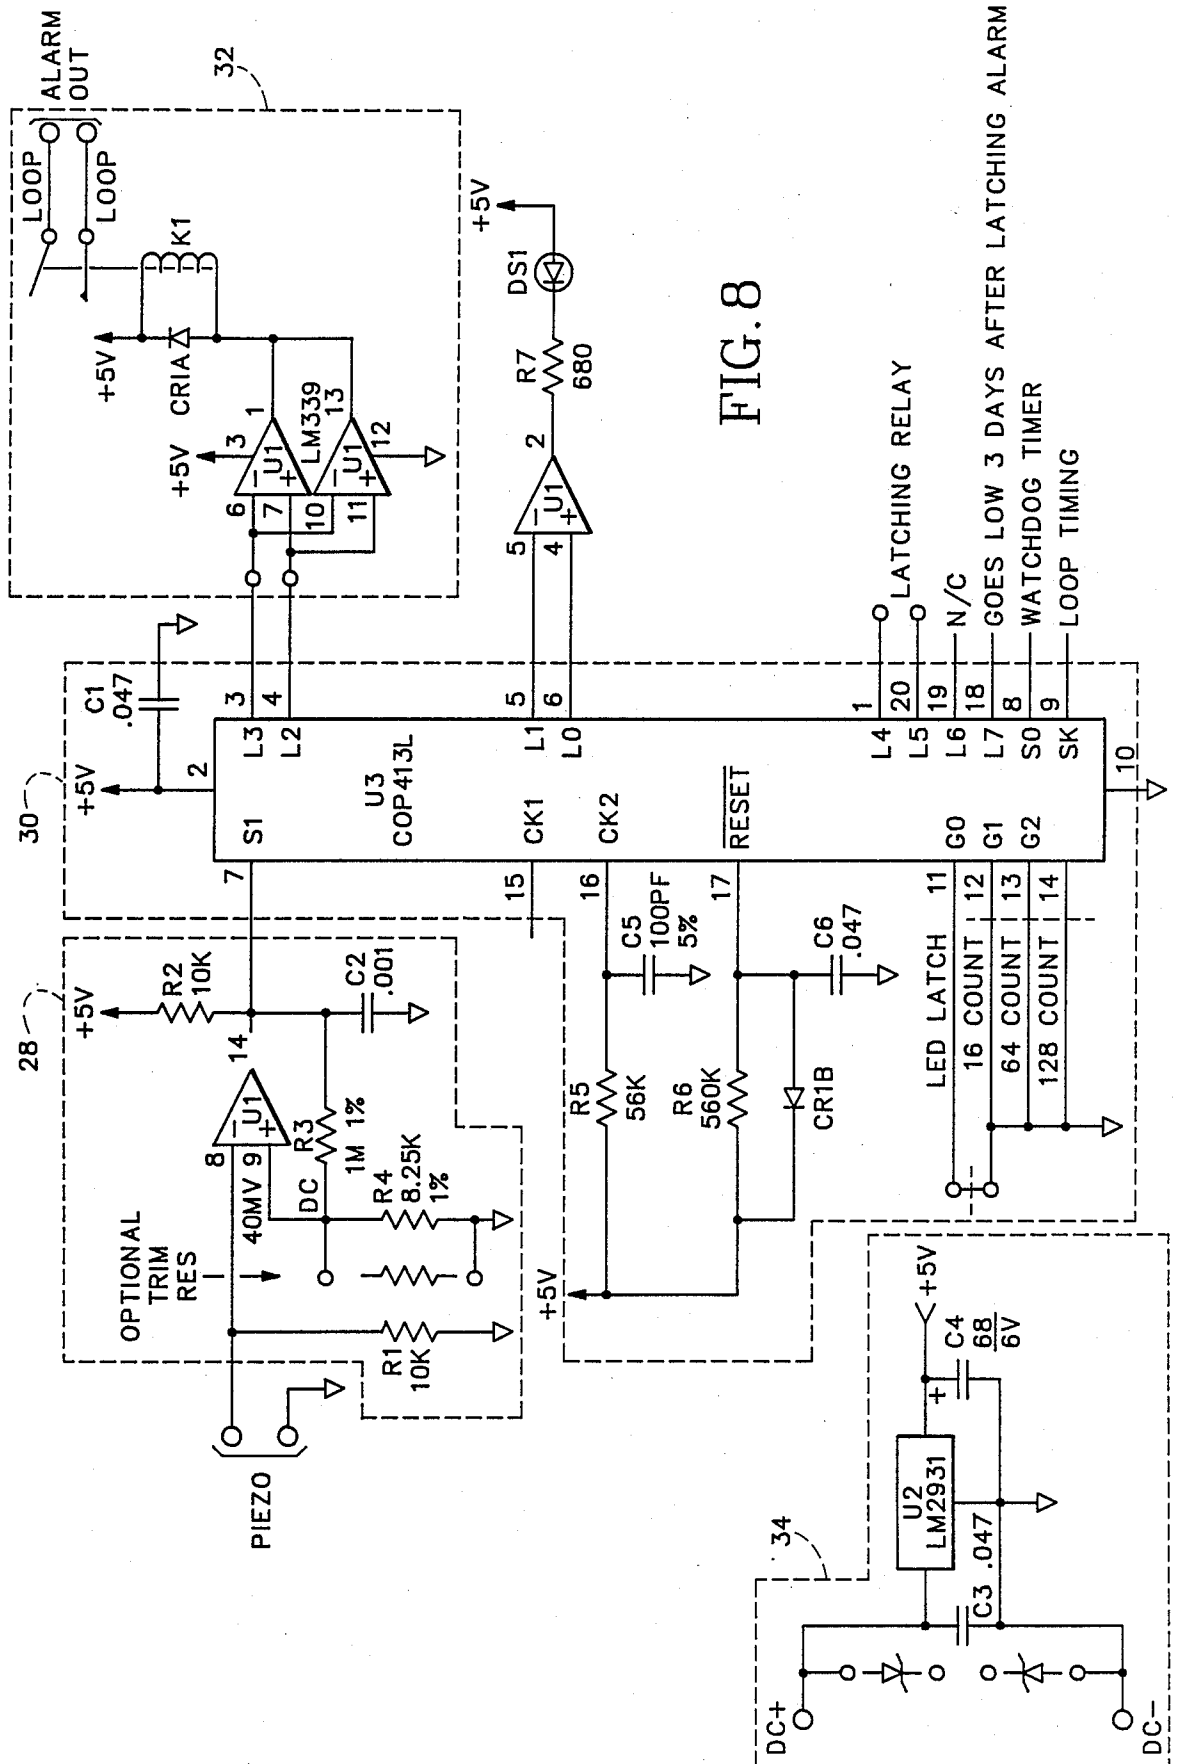 ALARM
OUT
LOOP
LOOP
32
K1
+5V
CR1A
+5V
3
1
6
7
U1
LM339
10
11
U1
13
12
+5V
DS1
R7
680
5
4
U1
2
FIG. 8
30
+5V
C1
.047
2
3
4
L3
L2
S1
7
U3
COP413L
5
6
L1
L0
CK1
15
CK2
16
RESET
17
1
20
19
18
8
9
L4
L5
L6
L7
S0
SK
LATCHING RELAY
N/C
GOES LOW 3 DAYS AFTER LATCHING ALARM
WATCHDOG TIMER
LOOP TIMING
10
G0
G1
G2
11
12
13
14
LED LATCH
16 COUNT
64 COUNT
128 COUNT
28
+5V
R2
10K
14
C2
.001
U1
8
9
40MV
R3
1M 1%
DC
R4
8.25K
1%
OPTIONAL
TRIM
RES
R1
10K
PIEZO
C5
100PF
5%
R5
56K
R6
560K
C6
.047
CR1B
+5V
34
+5V
C4
68
6V
+
U2
LM2931
C3 .047
DC+
DC−